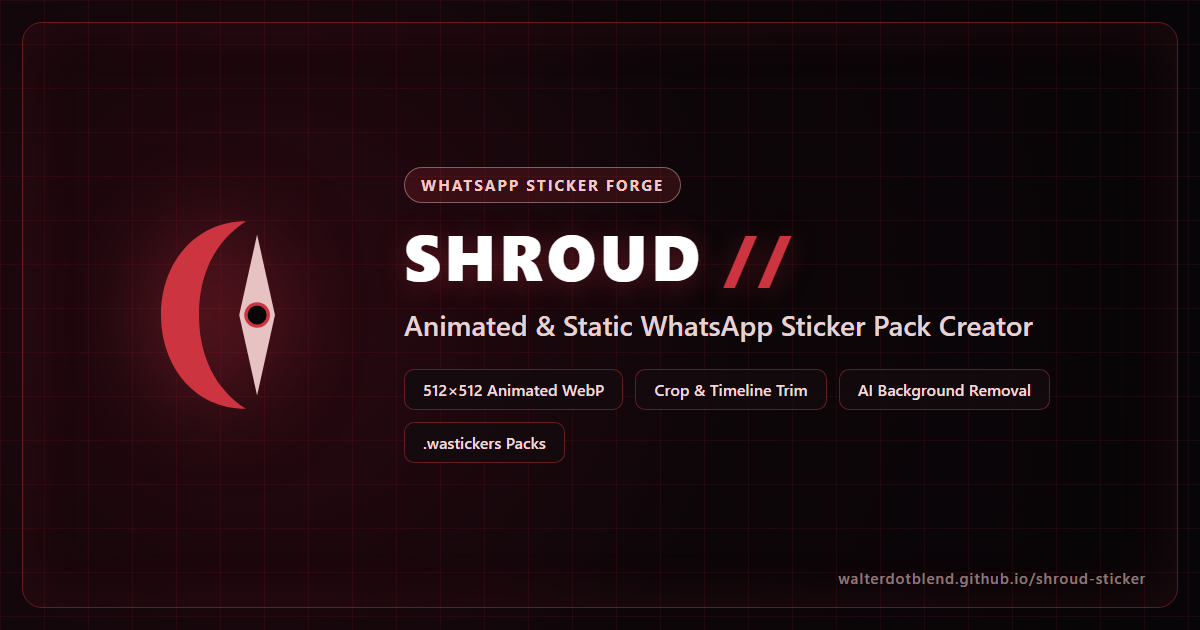 WHATSAPP STICKER FORGE
SHROUD //
Animated & Static WhatsApp Sticker Pack Creator
512×512 Animated WebP
Crop & Timeline Trim
AI Background Removal
.wastickers Packs
walterdotblend.github.io/shroud-sticker